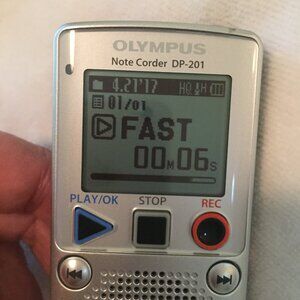 OLYMPUS
Note Corder DP-201
4.21'17 HQ H
01/01
FAST
00M06s
PLAY/OK STOP REC